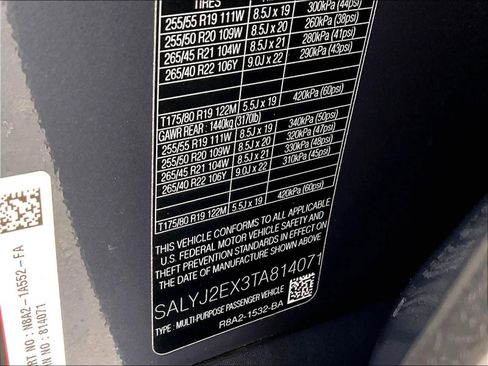 TIRES 300kPa (44psi)
255/55 R19 111W 8.5J x 19 260kPa (38psi)
255/50 R20 109W 8.5J x 20 280kPa (41psi)
265/45 R21 104W 8.5J x 21 290kPa (43psi)
265/40 R22 106Y 9.0J x 22
T175/80 R19 122M 5.5J x 19 420kPa (60psi)
GAWR REAR : 1440kg (3170lb)
255/55 R19 111W 8.5J x 19 340kPa (50psi)
255/50 R20 109W 8.5J x 20 320kPa (47psi)
265/45 R21 104W 8.5J x 21 330kPa (48psi)
265/40 R22 106Y 9.0J x 22 310kPa (45psi)
T175/80 R19 122M 5.5J x 19 420kPa (60psi)
THIS VEHICLE CONFORMS TO ALL APPLICABLE
U.S. FEDERAL MOTOR VEHICLE SAFETY AND
THEFT PREVENTION STANDARDS IN EFFECT ON
THE DATE OF MANUFACTURE SHOWN ABOVE
SALYJ2EX3TA814071
TYPE: MULTI-PURPOSE PASSENGER VEHICLE
R8A2-1532-BA
RT NO : N8A2-1A552-FA
AN NO : 814071